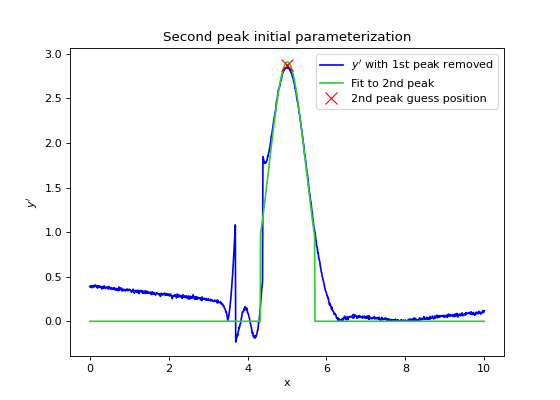 Second peak initial parameterization
y′ with 1st peak removed
Fit to 2nd peak
2nd peak guess position
3.0
2.5
2.0
1.5
1.0
0.5
0.0
y′
0 2 4 6 8 10
x